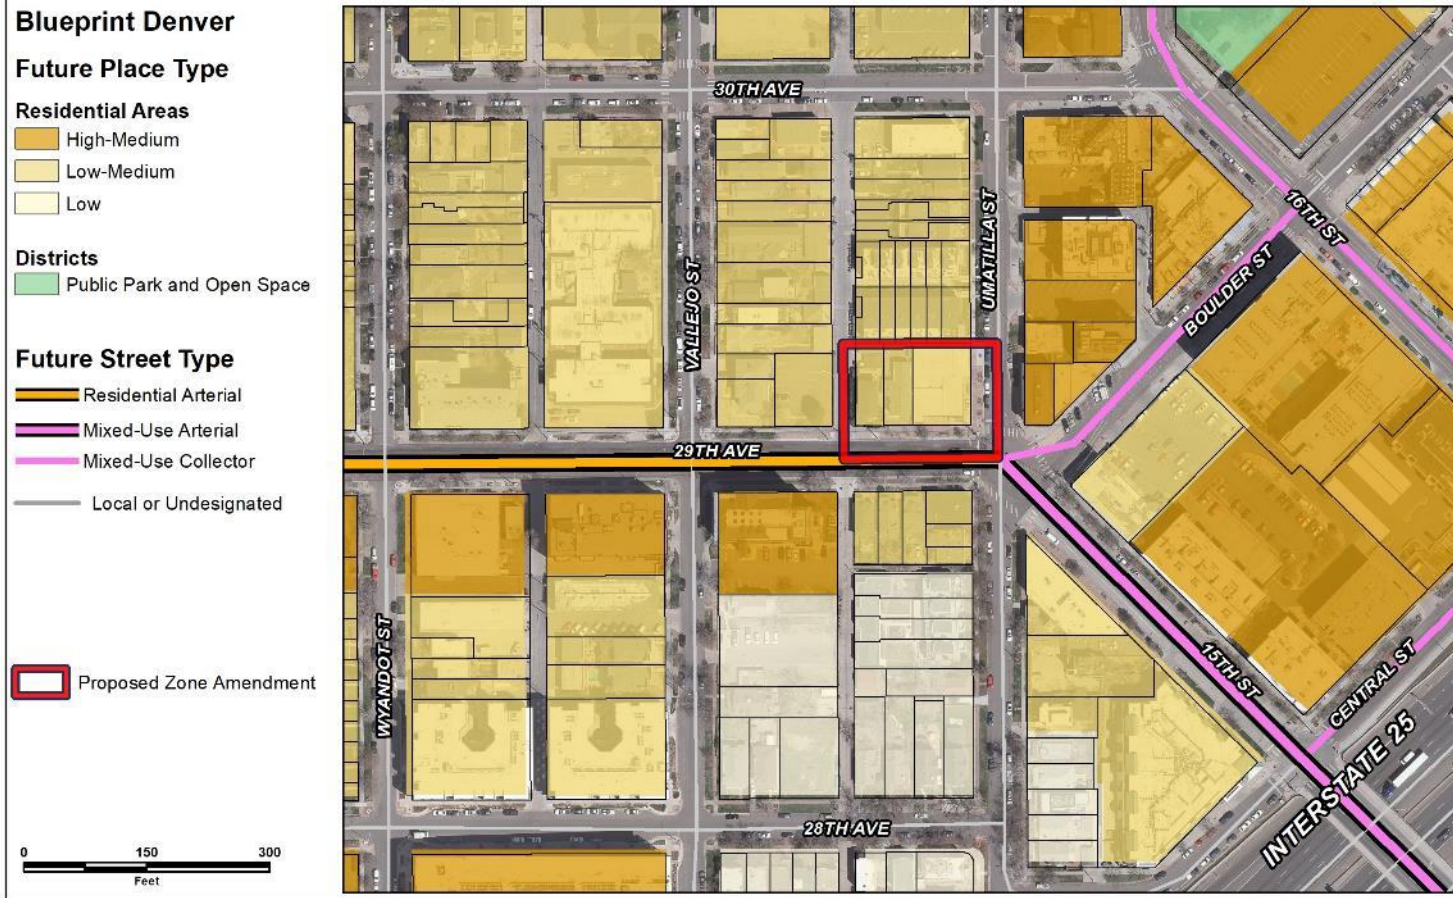 Blueprint Denver
Future Place Type
Residential Areas
High-Medium
Low-Medium
Low
Districts
Public Park and Open Space
Future Street Type
Residential Arterial
Mixed-Use Arterial
Mixed-Use Collector
Local or Undesignated
Proposed Zone Amendment
0 150 300
Feet
30TH AVE
16TH ST
UMATILLA ST
BOULDER ST
VALLEJO ST
29TH AVE
WYANDOT ST
15TH ST
CENTRAL ST
INTERSTATE 25
28TH AVE